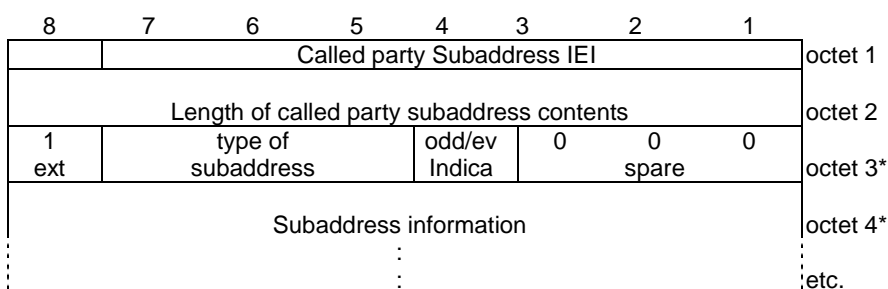 8 7 6 5 4 3 2 1
Called party Subaddress IEI octet 1
Length of called party subaddress contents octet 2
1 type of odd/ev 0 0 0
ext subaddress Indica spare octet 3*
Subaddress information octet 4*
:
: etc.